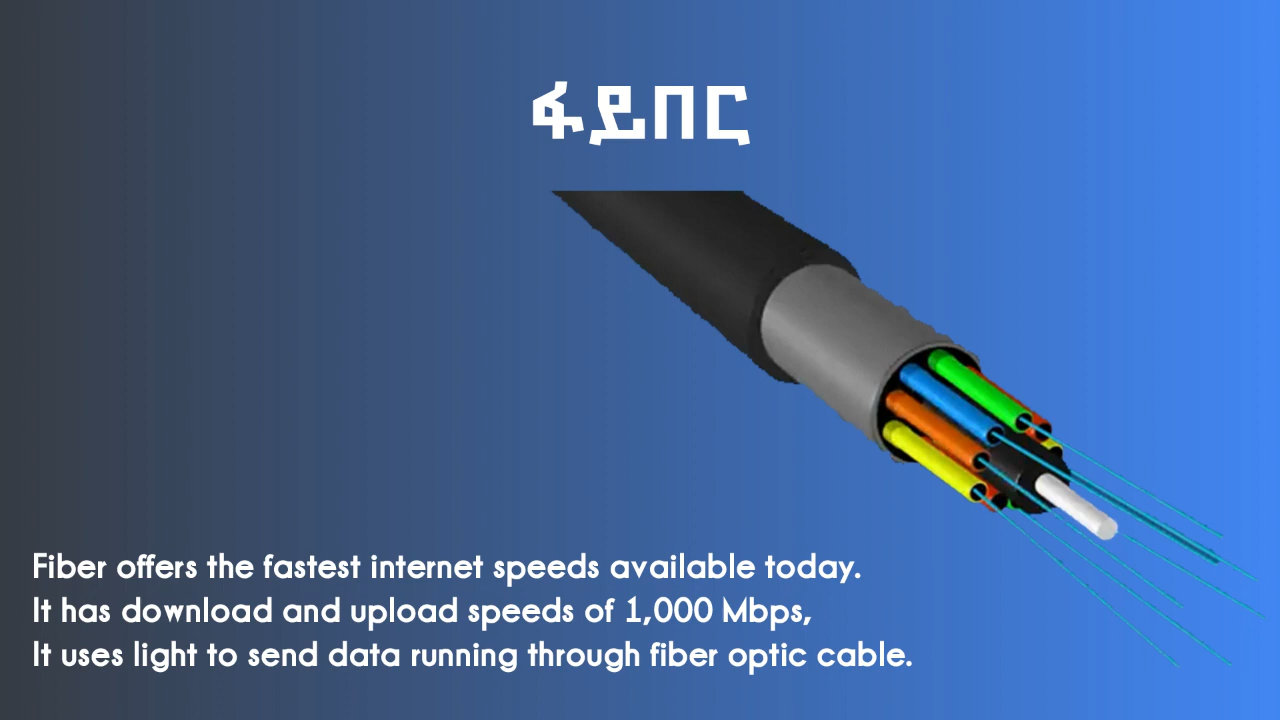 ፋይበር
Fiber offers the fastest internet speeds available today.
It has download and upload speeds of 1,000 Mbps,
It uses light to send data running through fiber optic cable.